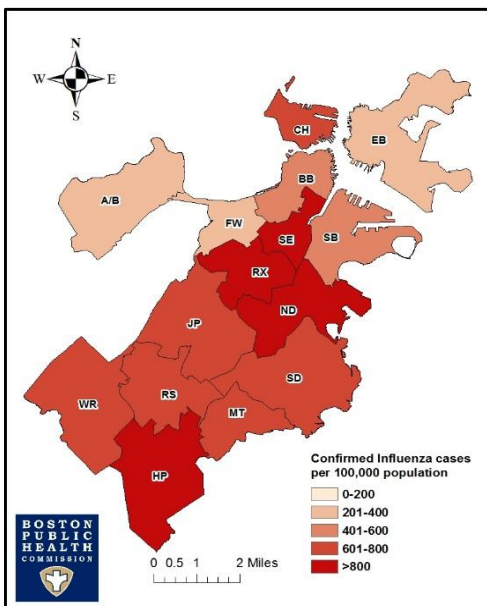 N
W E
S
CH
EB
BB
A/B
FW
SE
SB
RX
ND
JP
SD
WR
RS
MT
HP
Confirmed Influenza cases
per 100,000 population
0-200
201-400
401-600
601-800
>800
BOSTON
PUBLIC
HEALTH
COMMISSION
0 0.5 1 2 Miles